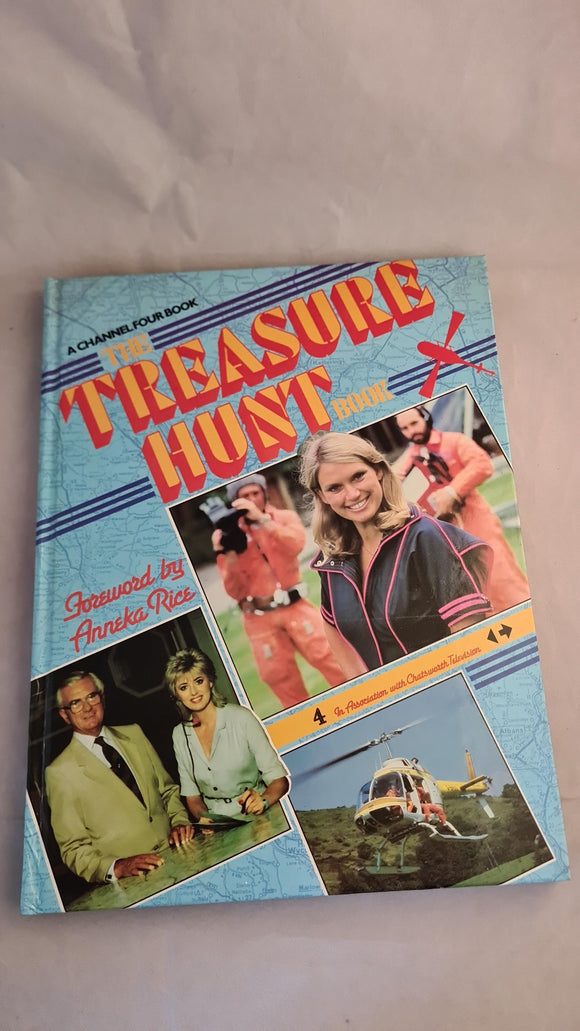 A CHANNEL FOUR BOOK
THE
TREASURE
HUNT BOOK
Foreword by
Anneka Rice
4 In Association with Chatsworth Television